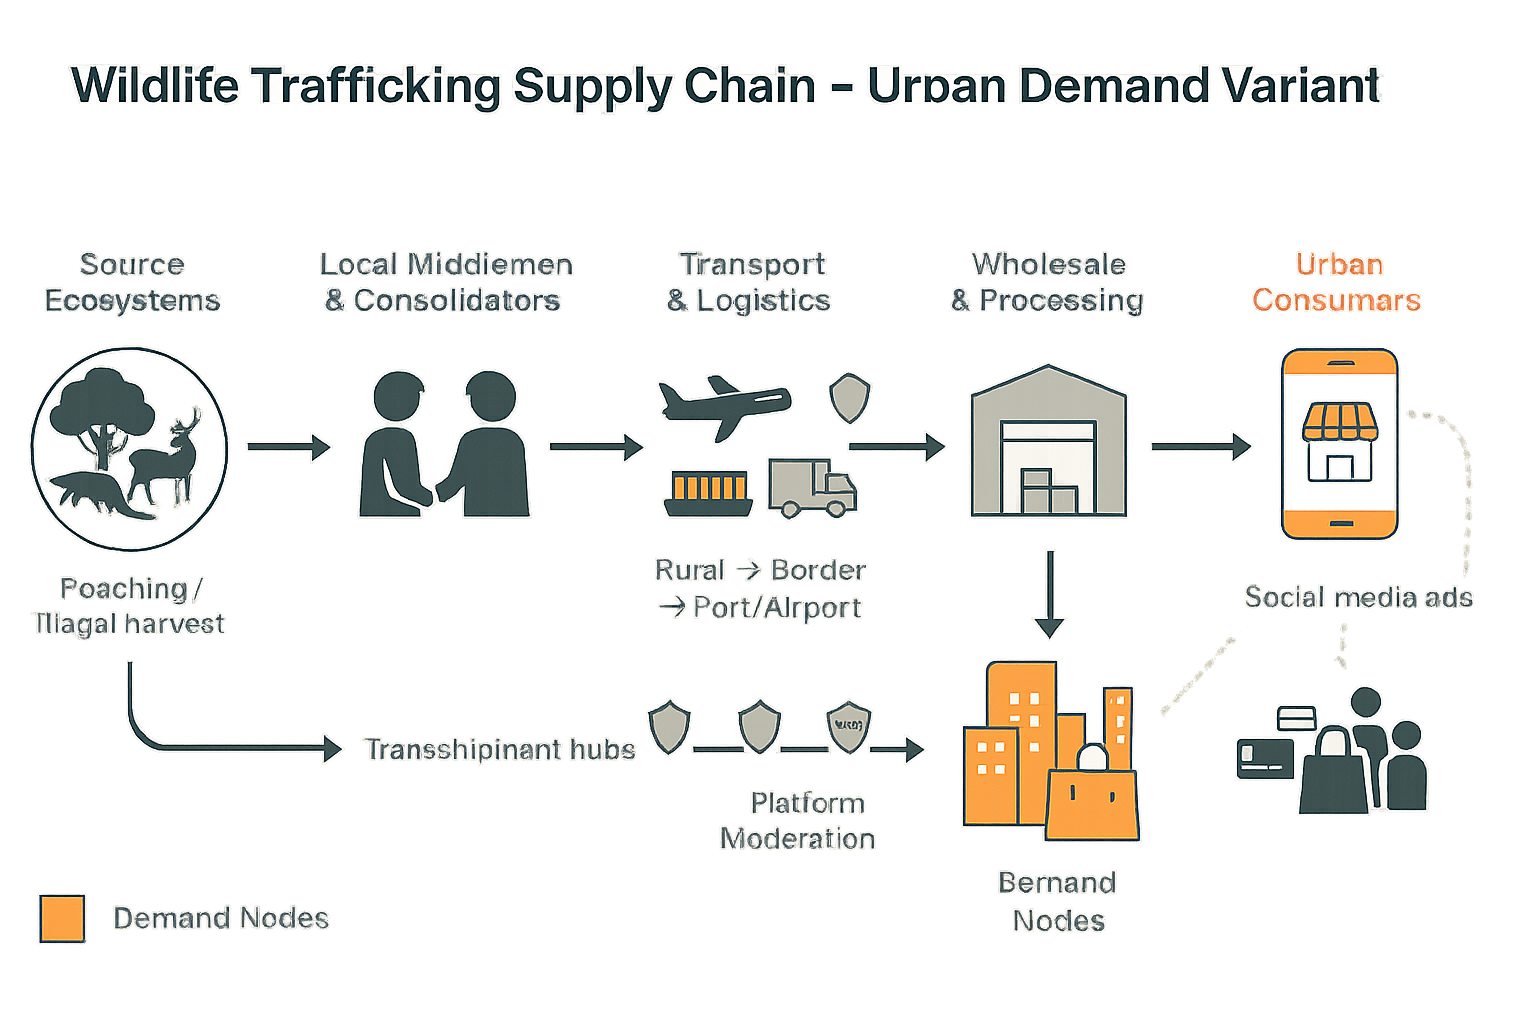 Wildlife Trafficking Supply Chain – Urban Demand Variant
Source
Ecosystems
Local Middiemen
& Consolidators
Transport
& Logistics
Wholesale
& Processing
Urban
Consumars
Poaching/
Tliagal harvest
Rural → Border
→ Port/AIrport
Social media ads
Transshipinant hubs
Platform
Moderation
Bernand
Nodes
Demand Nodes